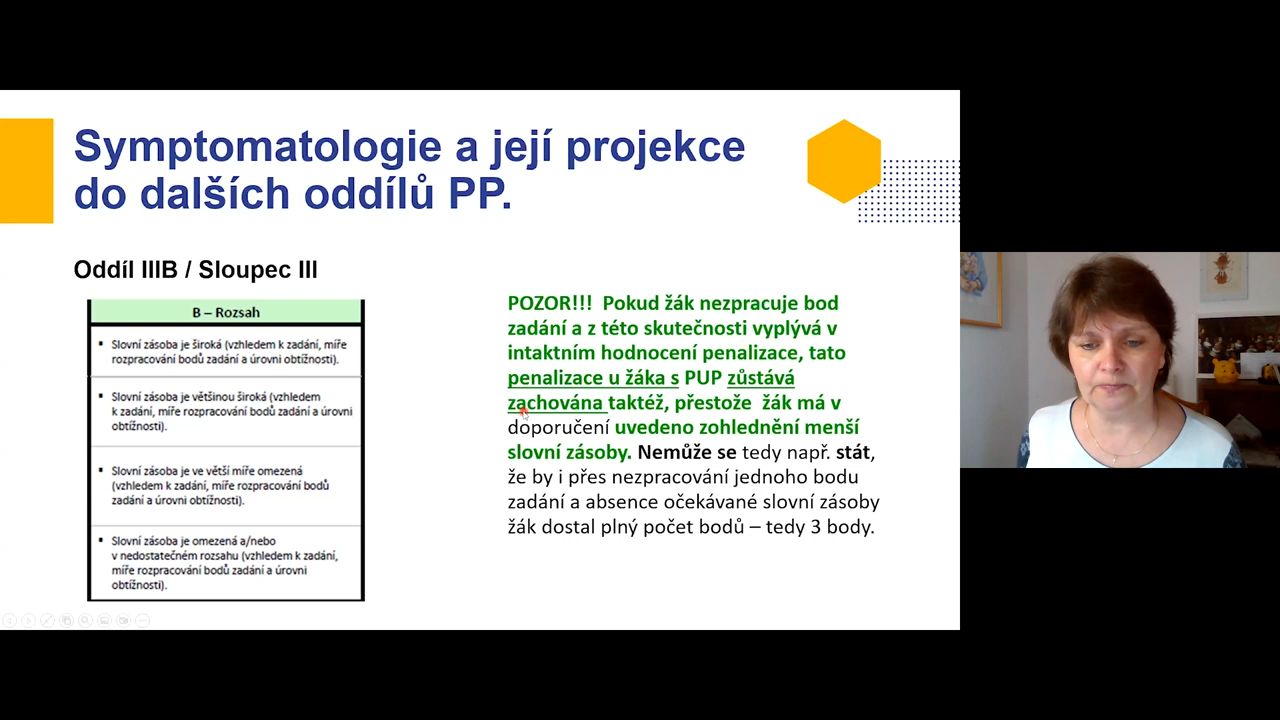 Symptomatologie a její projekce
do dalších oddílů PP.
Oddíl IIIB / Sloupec III
B – Rozsah
▪ Slovní zásoba je široká (vzhledem k zadání, míře
rozpracování bodů zadání a úrovni obtížnosti).
▪ Slovní zásoba je většinou široká (vzhledem
k zadání, míře rozpracování bodů zadání a úrovni
obtížnosti).
▪ Slovní zásoba je ve větší míře omezená
(vzhledem k zadání, míře rozpracování bodů
zadání a úrovni obtížnosti).
▪ Slovní zásoba je omezená a/nebo
v nedostatečném rozsahu (vzhledem k zadání,
míře rozpracování bodů zadání a úrovni
obtížnosti).
POZOR!!! Pokud žák nezpracuje bod
zadání a z této skutečnosti vyplývá v
intaktním hodnocení penalizace, tato
penalizace u žáka s PUP zůstává
zachována taktéž, přestože žák má v
doporučení uvedeno zohlednění menší
slovní zásoby. Nemůže se tedy např. stát,
že by i přes nezpracování jednoho bodu
zadání a absence očekávané slovní zásoby
žák dostal plný počet bodů – tedy 3 body.